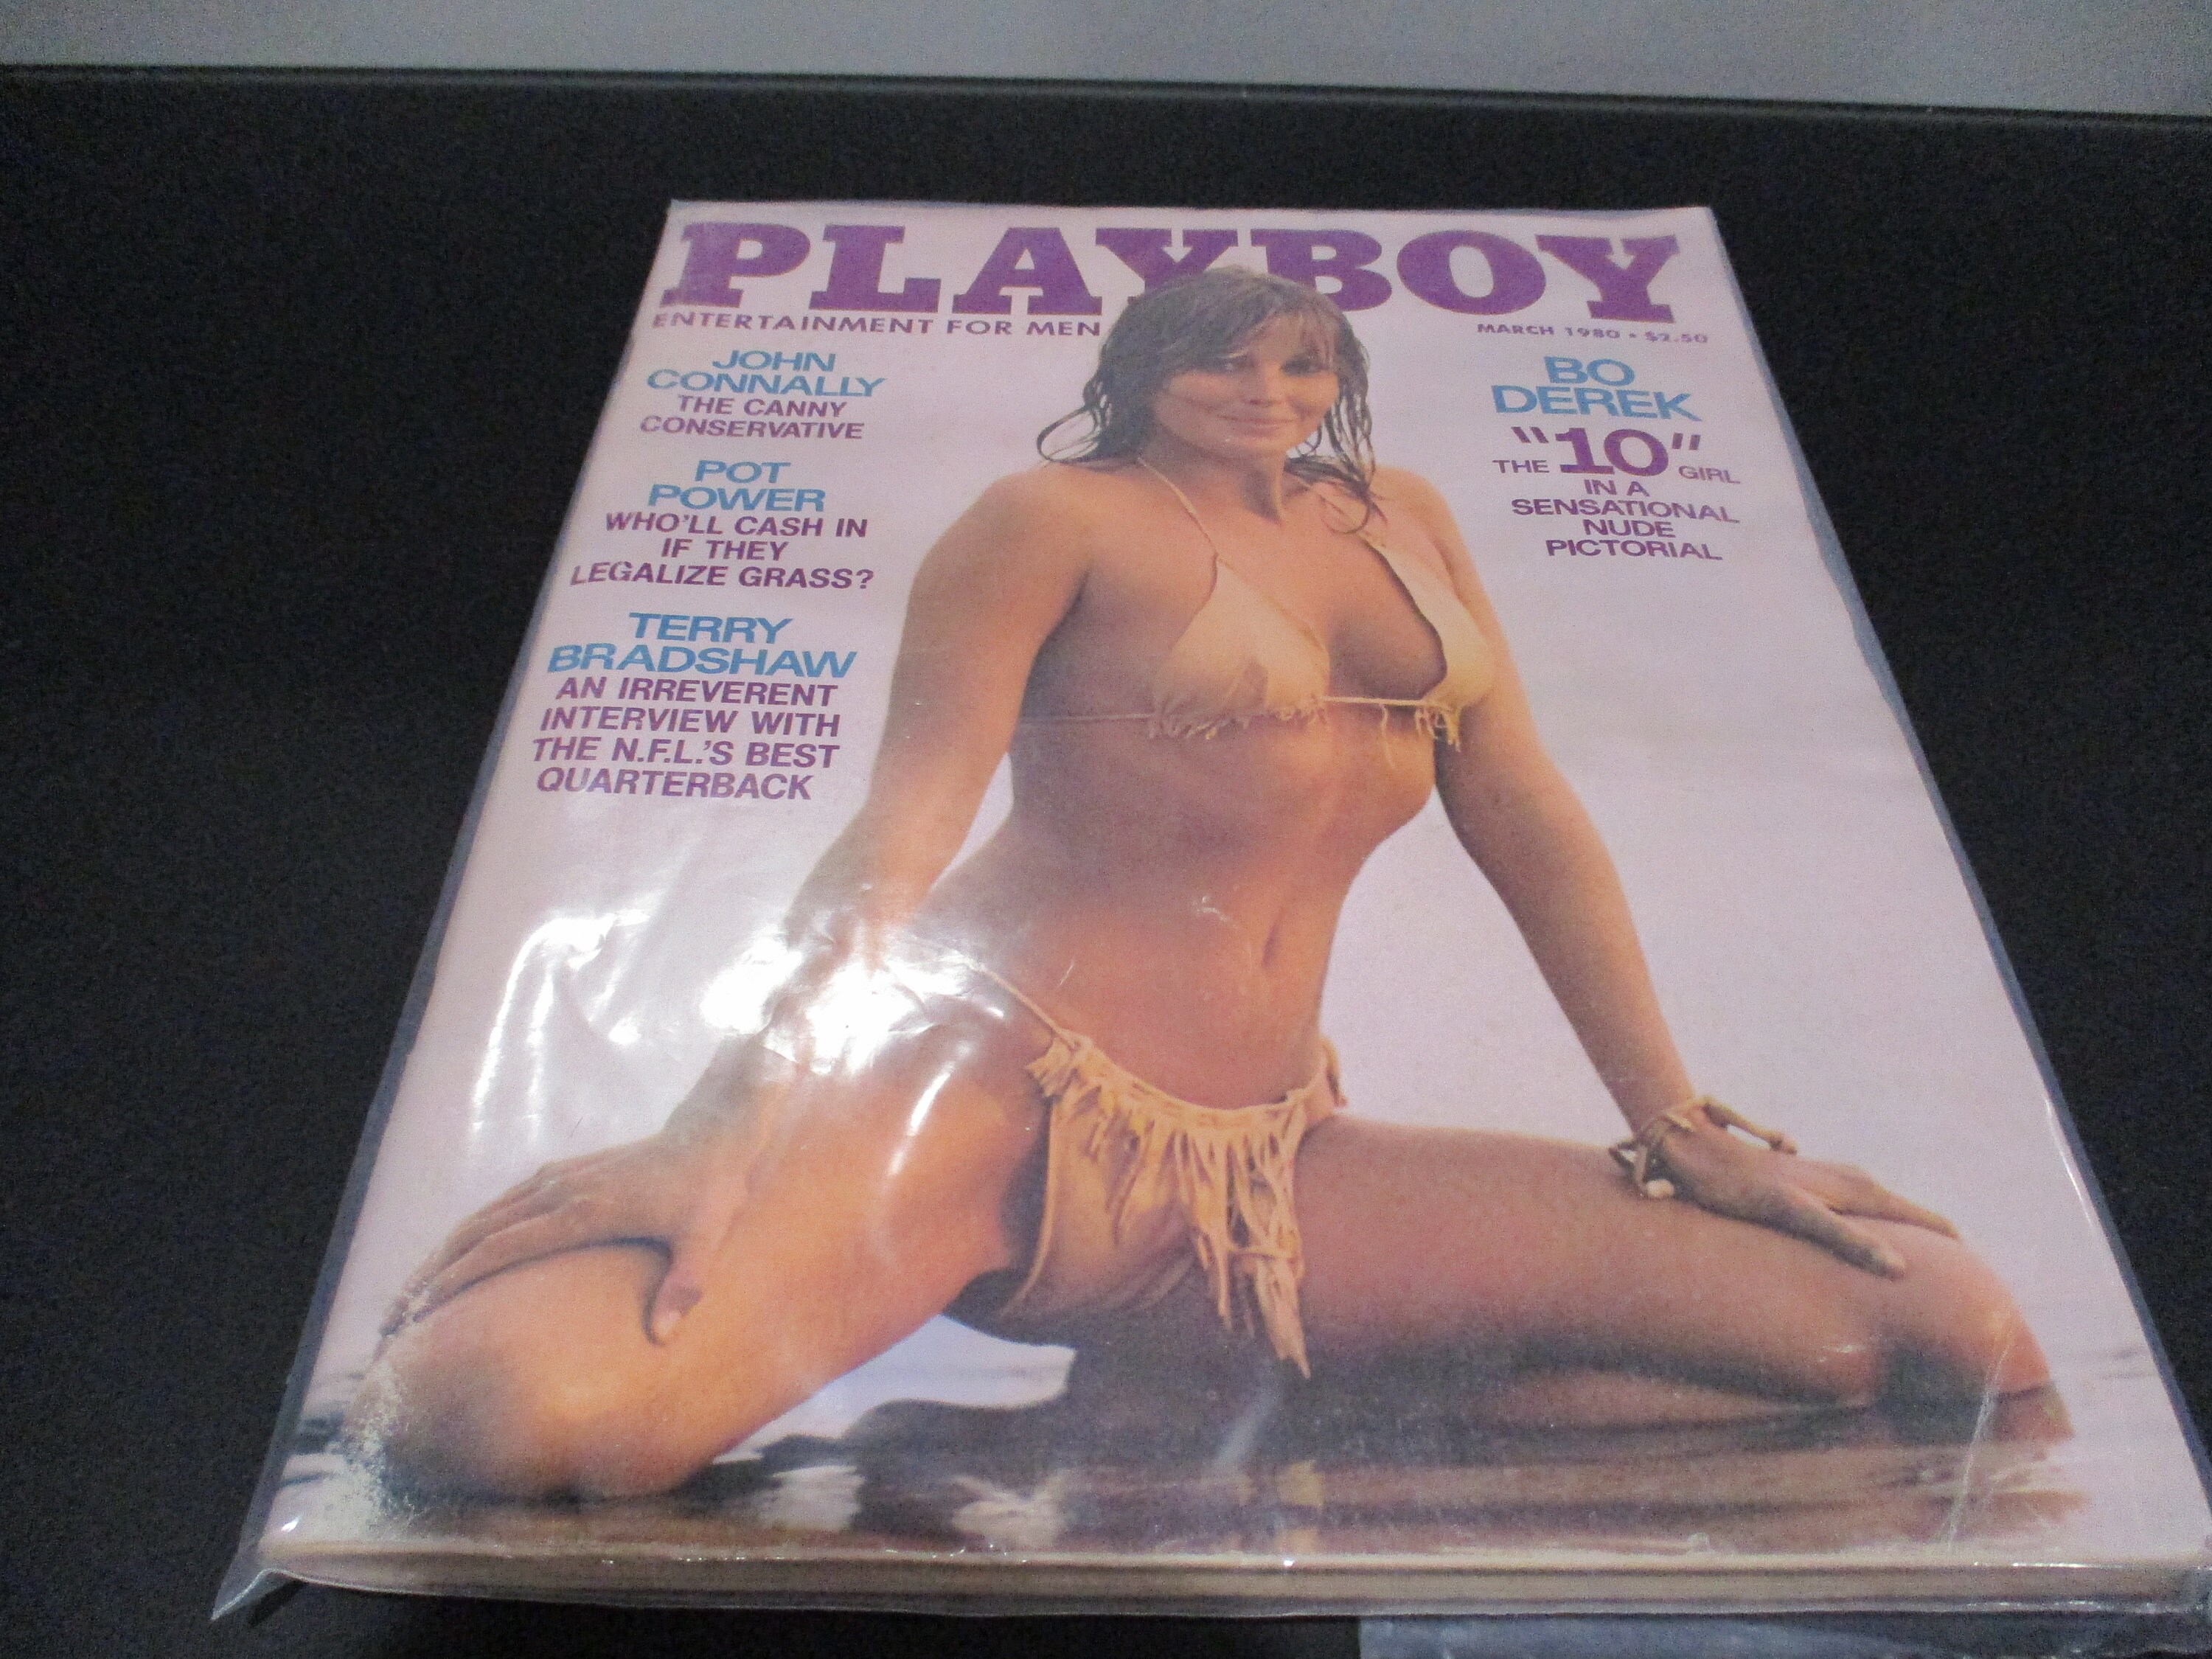 PLAYBOY
ENTERTAINMENT FOR MEN
MARCH 1980 • $2.50
JOHN
CONNALLY
THE CANNY
CONSERVATIVE
POT
POWER
WHO'LL CASH IN
IF THEY
LEGALIZE GRASS?
TERRY
BRADSHAW
AN IRREVERENT
INTERVIEW WITH
THE N.F.L.'S BEST
QUARTERBACK
BO
DEREK
THE "10" GIRL
IN A
SENSATIONAL
NUDE
PICTORIAL